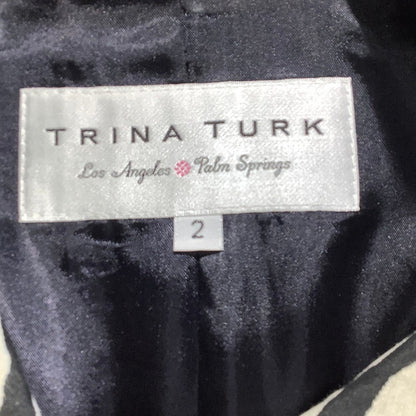 TRINA TURK
Los Angeles Palm Springs
2